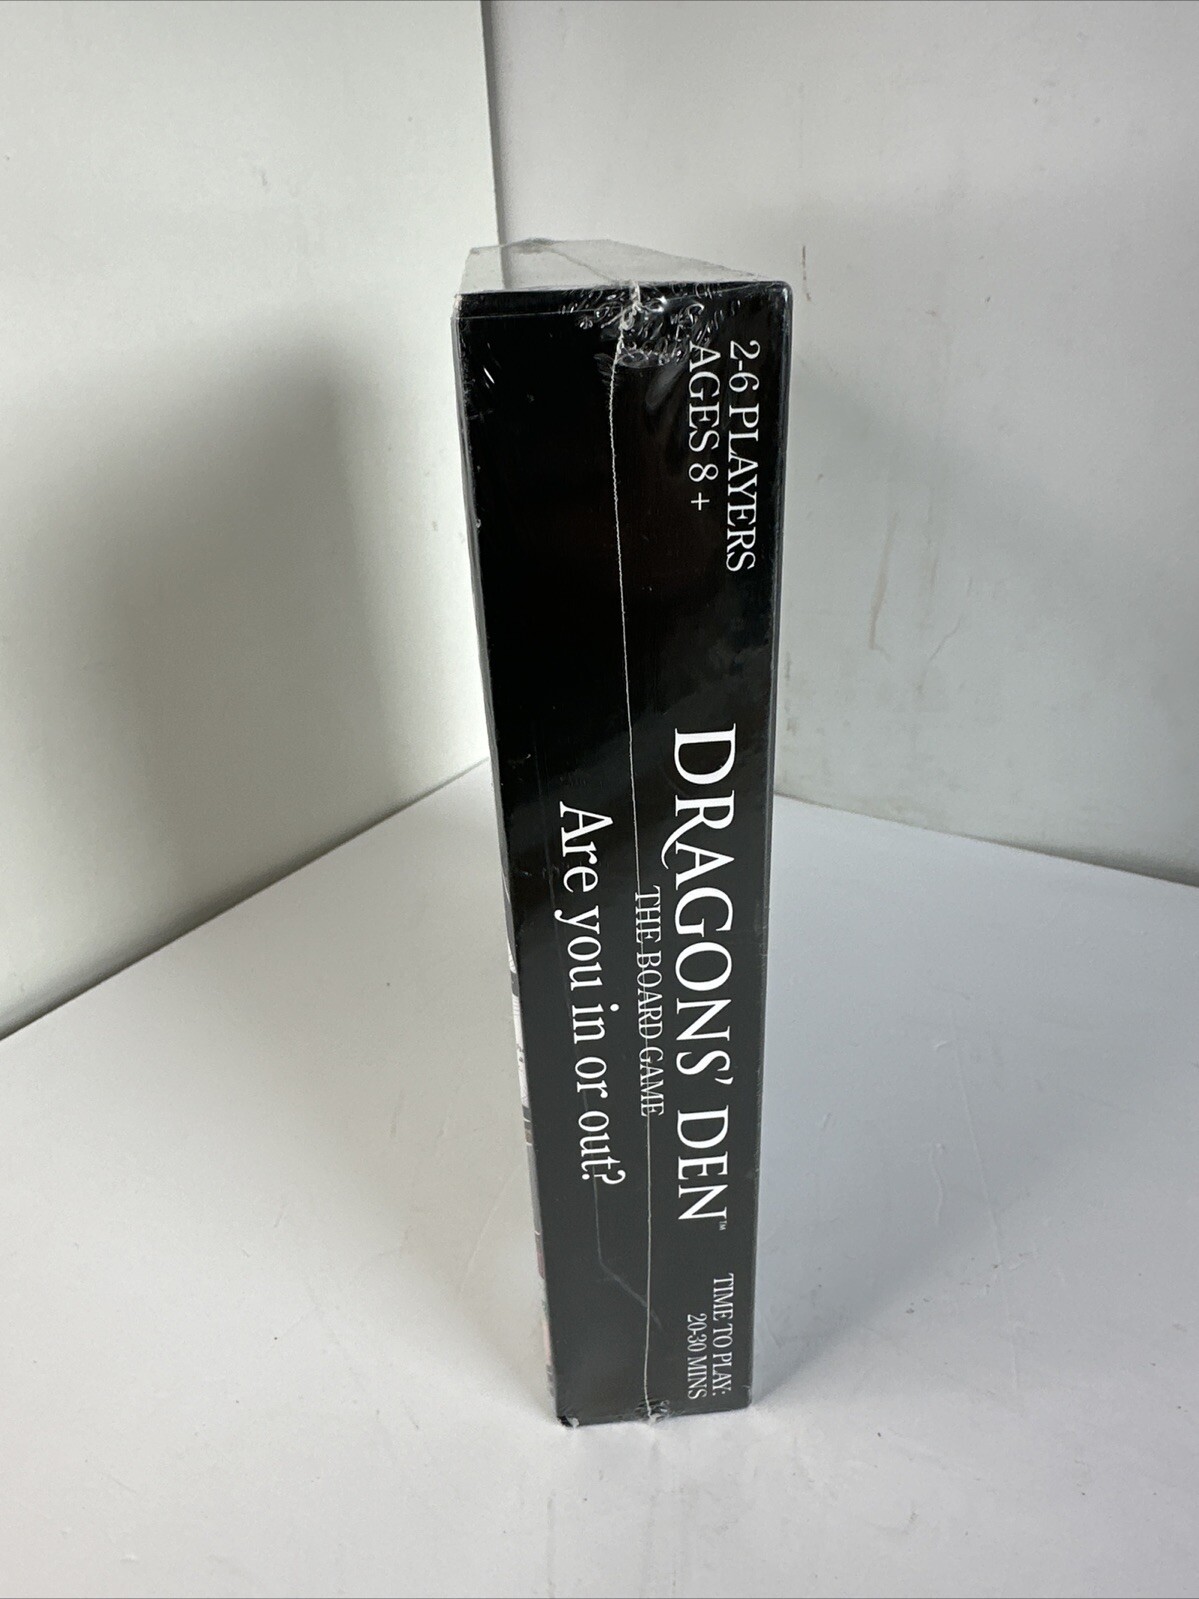 2-6 PLAYERS
AGES 8 +
DRAGONS' DEN™
THE BOARD GAME
Are you in or out?
TIME TO PLAY:
20-30 MINS